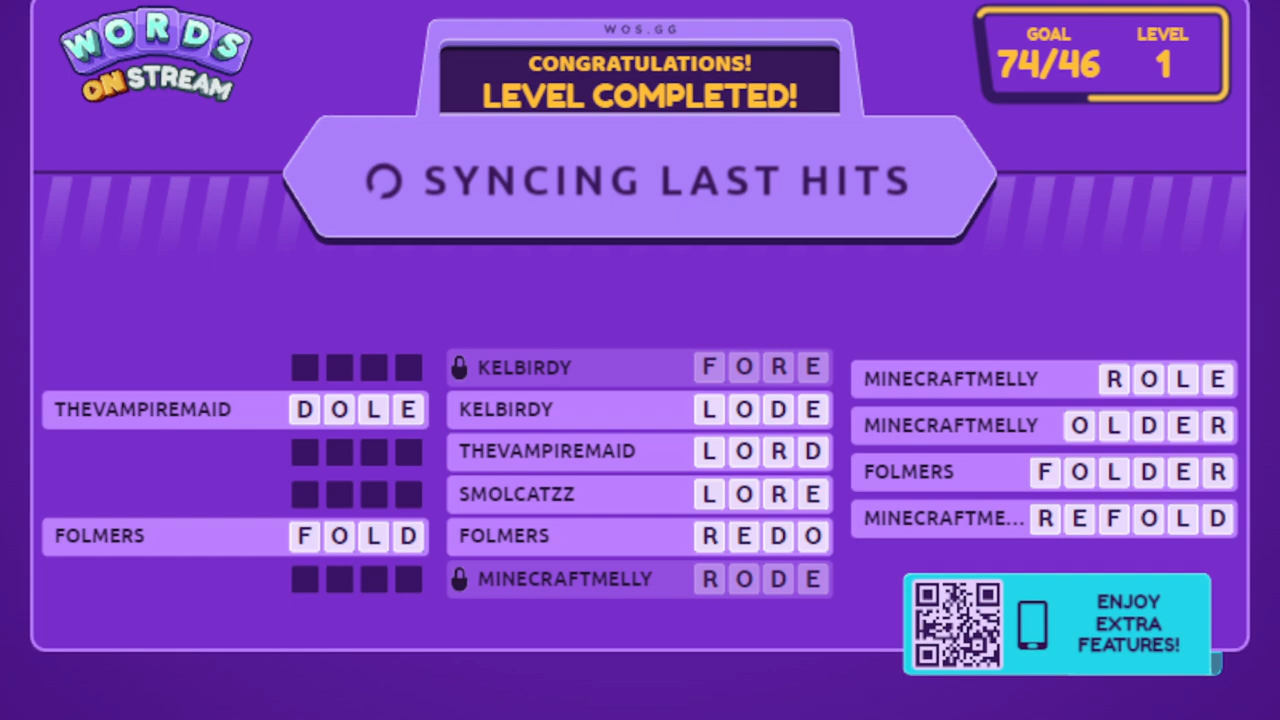 WORDS
ON STREAM
WOS.GG
CONGRATULATIONS!
LEVEL COMPLETED!
GOAL
74/46
LEVEL
1
SYNCING LAST HITS
THEVAMPIREMAID DOLE
FOLMERS FOLD
KELBIRDY FORE
KELBIRDY LODE
THEVAMPIREMAID LORD
SMOLCATZZ LORE
FOLMERS REDO
MINECRAFTMELLY RODE
MINECRAFTMELLY ROLE
MINECRAFTMELLY OLDER
FOLMERS FOLDER
MINECRAFTME... REFOLD
ENJOY
EXTRA
FEATURES!